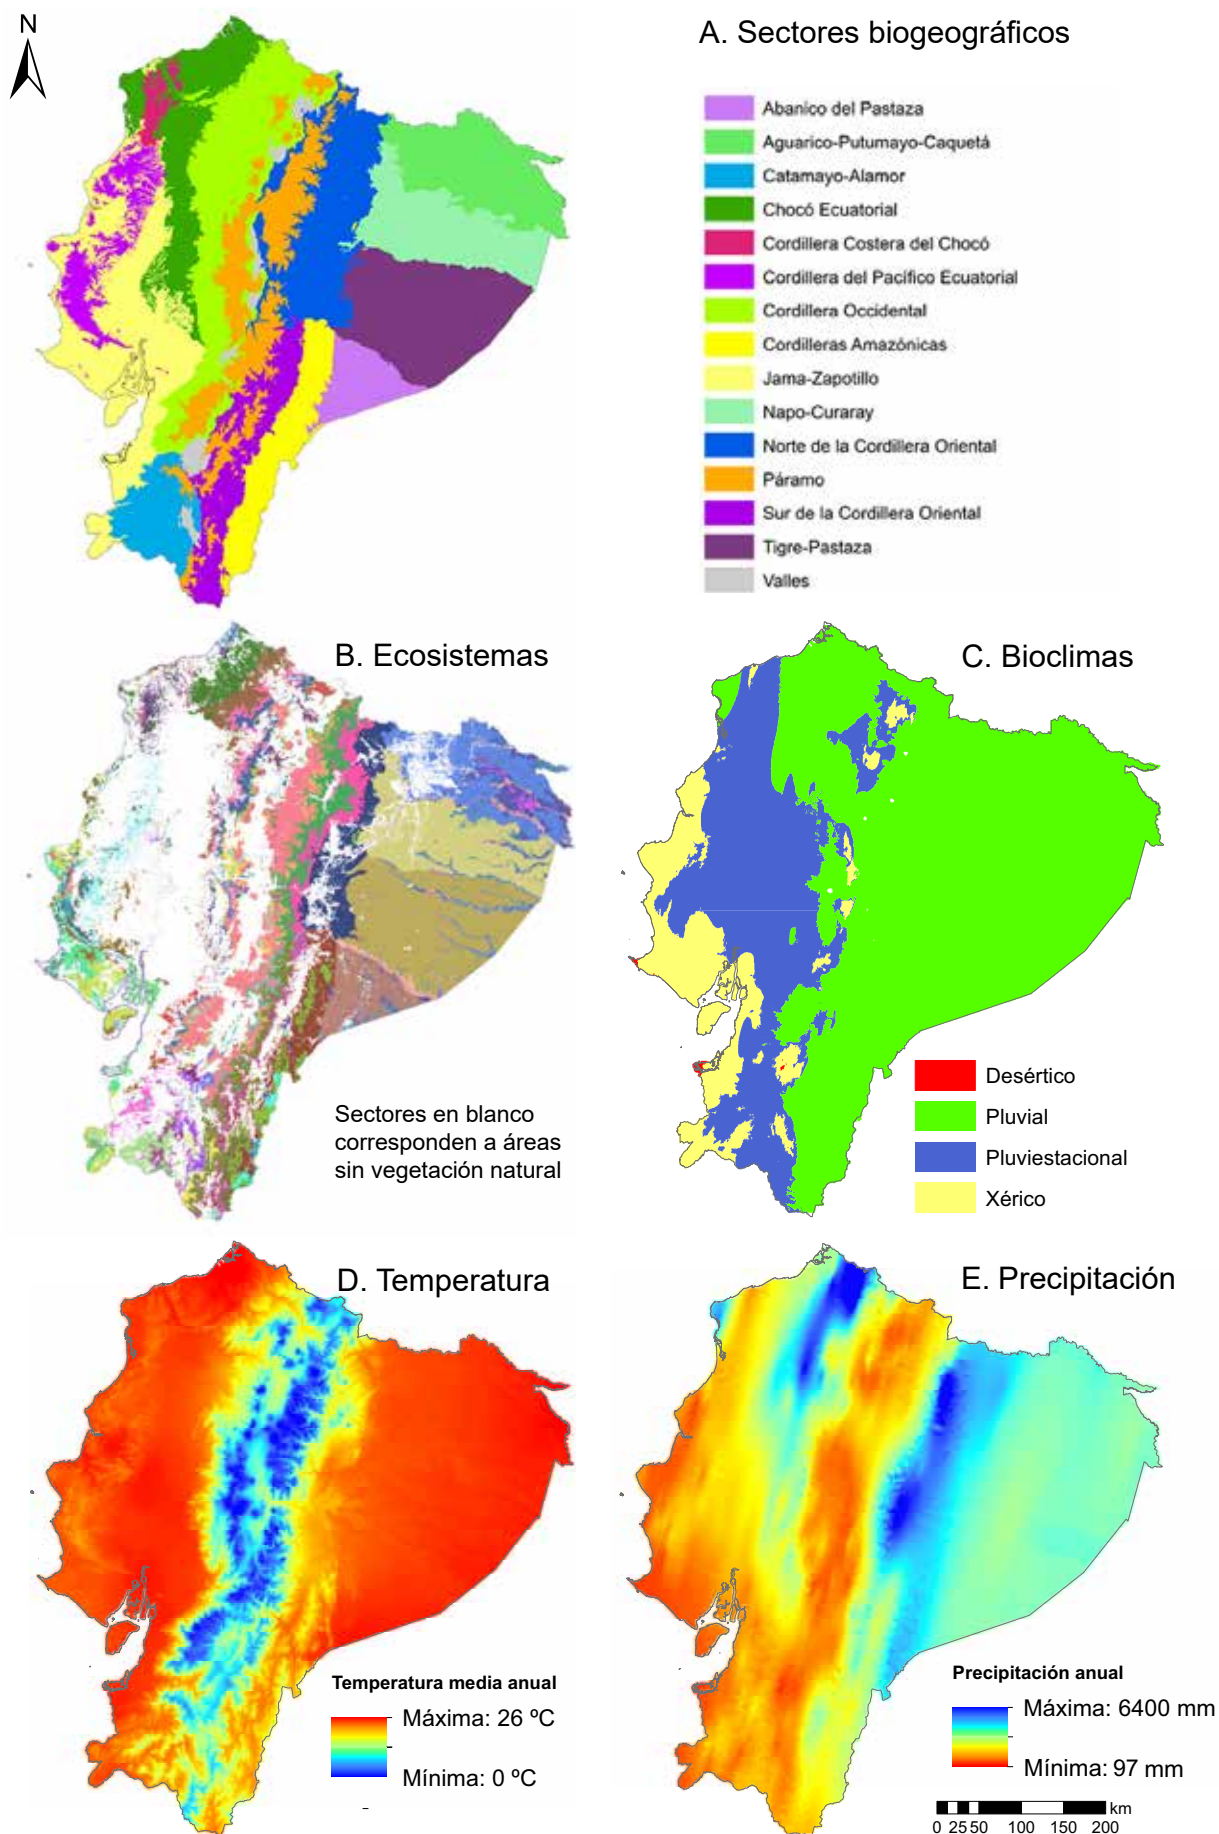 N
A. Sectores biogeográficos
Abanico del Pastaza
Aguarico-Putumayo-Caquetá
Catamayo-Alamor
Chocó Ecuatorial
Cordillera Costera del Chocó
Cordillera del Pacífico Ecuatorial
Cordillera Occidental
Cordilleras Amazónicas
Jama-Zapotillo
Napo-Curaray
Norte de la Cordillera Oriental
Páramo
Sur de la Cordillera Oriental
Tigre-Pastaza
Valles
B. Ecosistemas
Sectores en blanco
corresponden a áreas
sin vegetación natural
C. Bioclimas
Desértico
Pluvial
Pluviestacional
Xérico
D. Temperatura
Temperatura media anual
Máxima: 26 ºC
Mínima: 0 ºC
E. Precipitación
Precipitación anual
Máxima: 6400 mm
Mínima: 97 mm
km
0 25 50 100 150 200